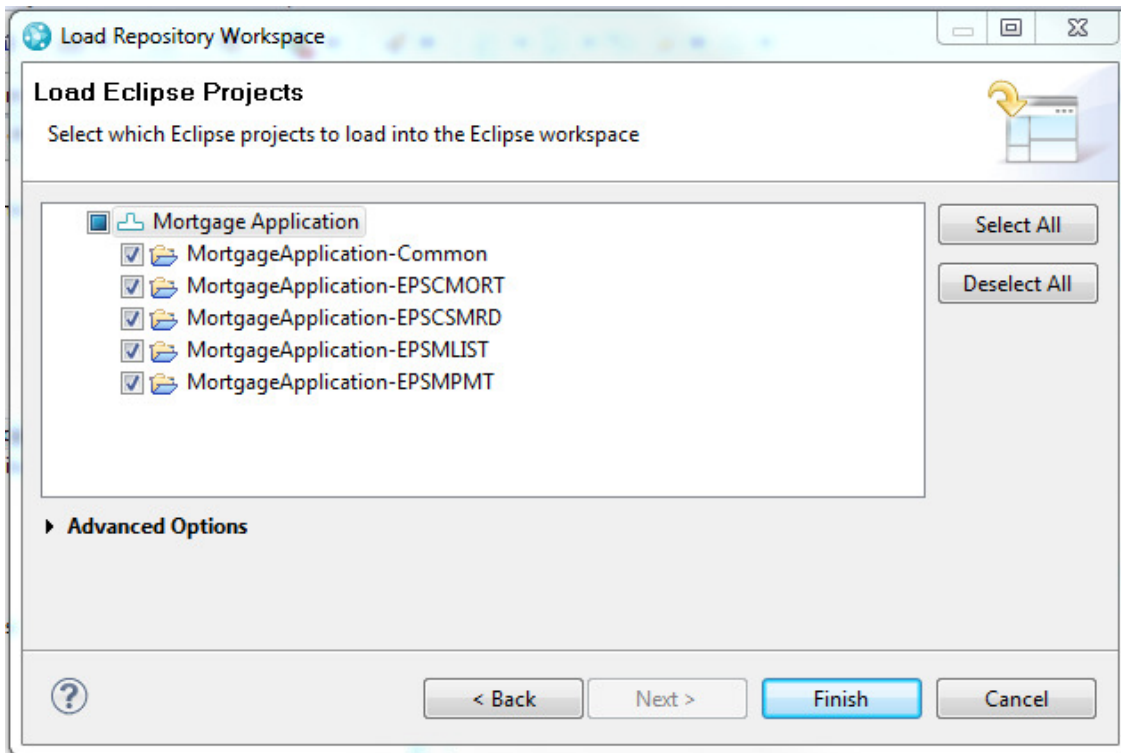 Load Repository Workspace
Load Eclipse Projects
Select which Eclipse projects to load into the Eclipse workspace
Mortgage Application
MortgageApplication-Common
MortgageApplication-EPSCMORT
MortgageApplication-EPSCSMRD
MortgageApplication-EPSMLIST
MortgageApplication-EPSMPMT
Select All
Deselect All
Advanced Options
?
< Back
Next >
Finish
Cancel